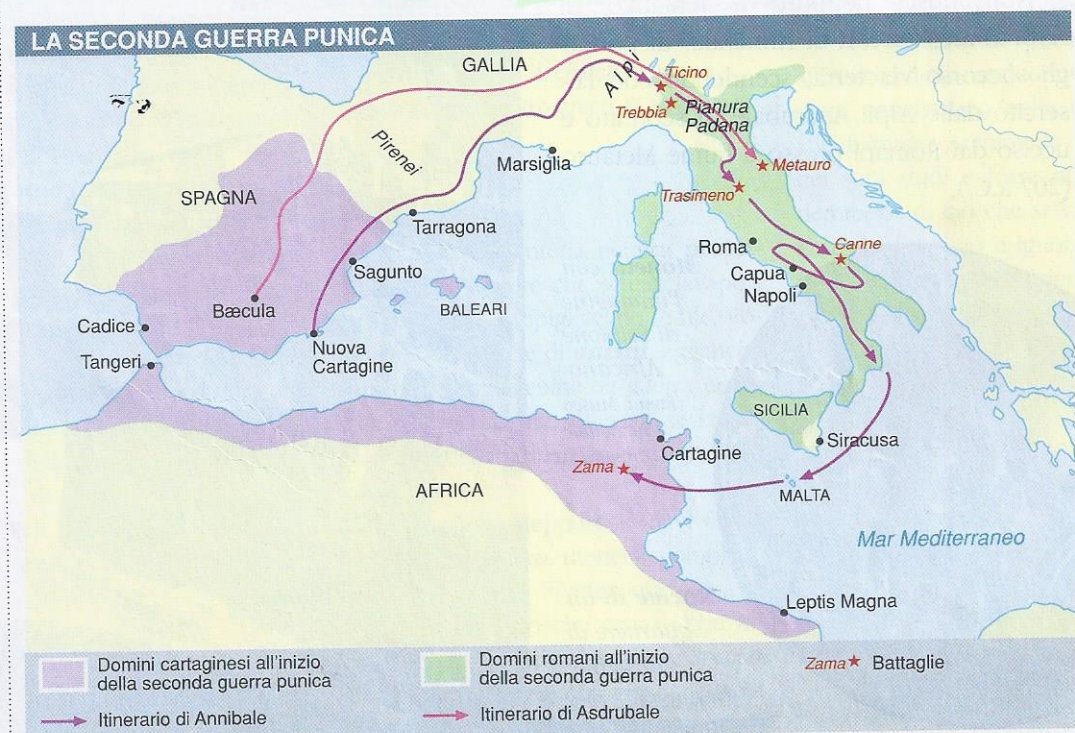 LA SECONDA GUERRA PUNICA
GALLIA
Alpi
Ticino
Trebbia
Pianura
Padana
Pirenei
Marsiglia
Metauro
SPAGNA
Trasimeno
Tarragona
Roma
Canne
Sagunto
Capua
Napoli
Bæcula
BALEARI
Cadice
Nuova
Cartagine
Tangeri
SICILIA
Siracusa
Cartagine
Zama
AFRICA
MALTA
Mar Mediterraneo
Leptis Magna
Domini cartaginesi all'inizio
della seconda guerra punica
Domini romani all'inizio
della seconda guerra punica
Zama ★ Battaglie
Itinerario di Annibale
Itinerario di Asdrubale